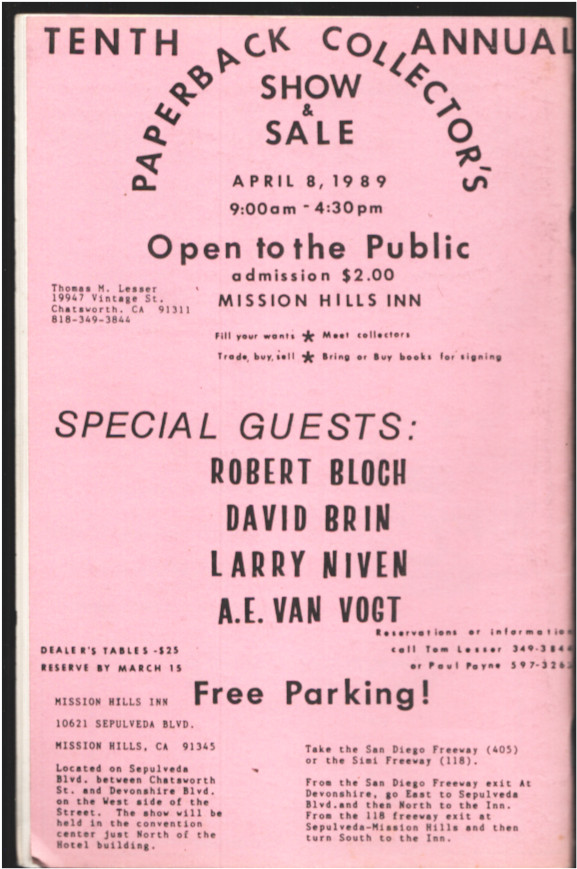 TENTH ANNUAL
PAPERBACK COLLECTOR'S
SHOW
&
SALE
APRIL 8, 1989
9:00am - 4:30pm
Open to the Public
admission $2.00
MISSION HILLS INN
Thomas M. Lesser
19947 Vintage St.
Chatsworth. CA 91311
818-349-3844
Fill your wants * Meet collectors
Trade, buy, sell * Bring or Buy books for signing
SPECIAL GUESTS:
ROBERT BLOCH
DAVID BRIN
LARRY NIVEN
A.E. VAN VOGT
Reservations or information
call Tom Lesser 349-3844
or Paul Payne 597-3263
DEALER'S TABLES -$25
RESERVE BY MARCH 15
Free Parking!
MISSION HILLS INN
10621 SEPULVEDA BLVD.
MISSION HILLS, CA 91345
Located on Sepulveda
Blvd. between Chatsworth
St. and Devonshire Blvd.
on the West side of the
Street. The show will be
held in the convention
center just North of the
Hotel building.
Take the San Diego Freeway (405)
or the Simi Freeway (118).
From the San Diego Freeway exit At
Devonshire, go East to Sepulveda
Blvd.and then North to the Inn.
From the 118 freeway exit at
Sepulveda-Mission Hills and then
turn South to the Inn.